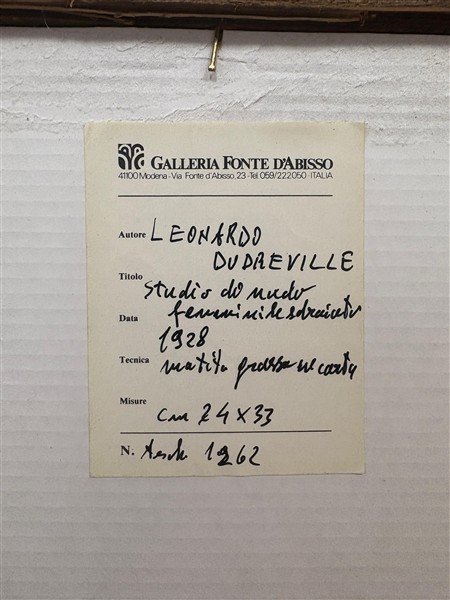 GALLERIA FONTE D'ABISSO
41100 Modena - Via Fonte d'Abisso, 23 - Tel. 059/222050 - ITALIA
Autore LEONARDO
DUDREVILLE
Titolo Studio di nudo
femminile sdraiato
Data 1928
Tecnica matita grassa su carta
Misure cm 24 X 33
N. 1262